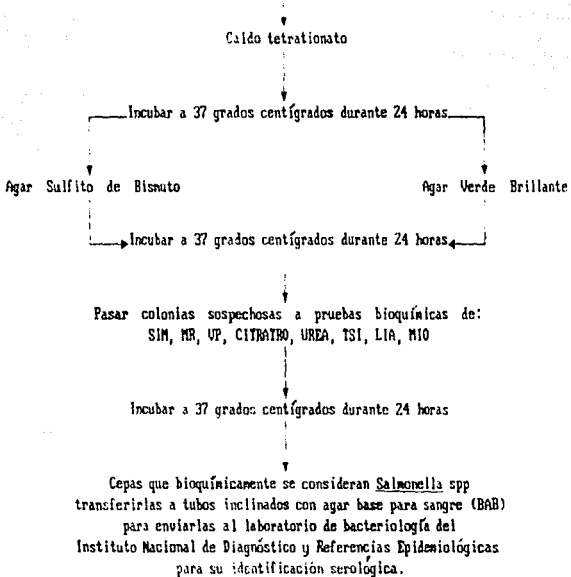 Caldo tetrationato
Incubar a 37 grados centígrados durante 24 horas
Agar Sulfito de Bismuto
Agar Verde Brillante
Incubar a 37 grados centígrados durante 24 horas
Pasar colonias sospechosas a pruebas bioquímicas de:
SIM, MR, VP, CITRATRO, UREA, TSI, LIA, MIO
Incubar a 37 grados centígrados durante 24 horas
Cepas que bioquímicamente se consideran Salmonella spp
transferirlas a tubos inclinados con agar base para sangre (BAB)
para enviarlas al laboratorio de bacteriología del
Instituto Nacional de Diagnóstico y Referencias Epidemiológicas
para su identificación serológica.